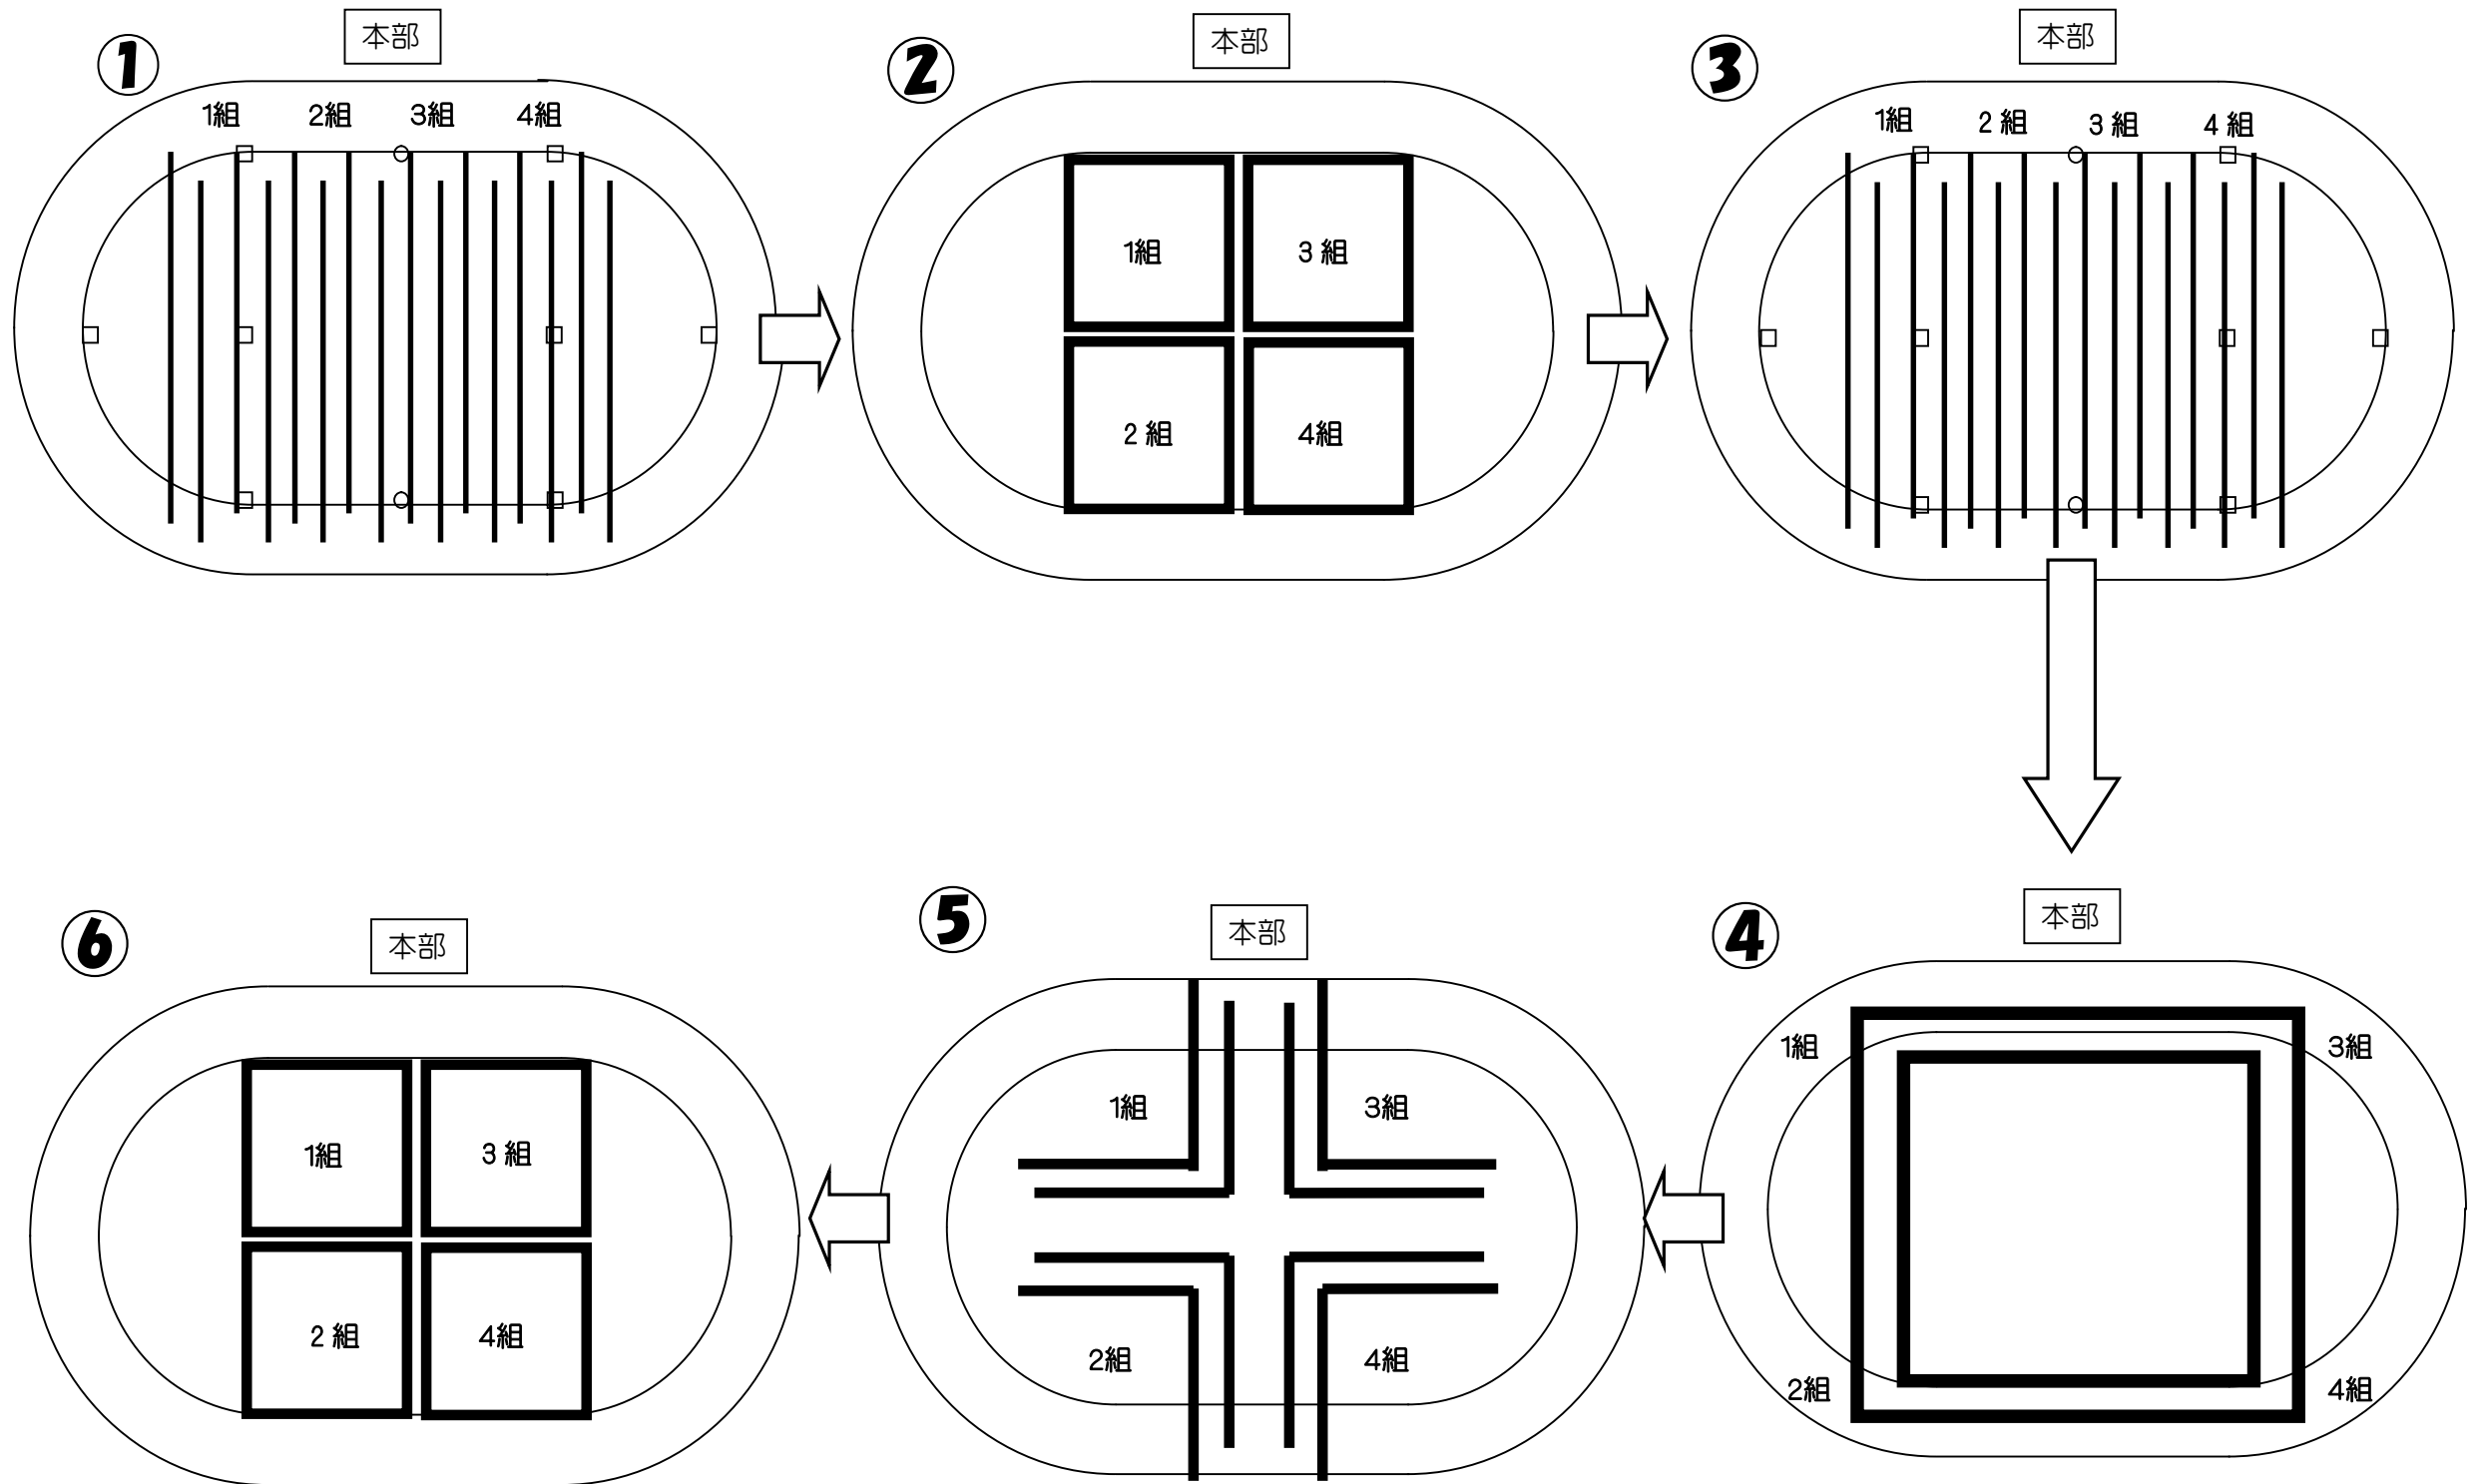 本部
①
1組 2組 3組 4組
本部
②
1組 3 組
2 組 4組
本部
③
1組 2 組 3 組 4 組
本部
④
1組 3組
2組 4組
本部
⑤
1組 3組
2組 4組
本部
⑥
1組 3 組
2 組 4組